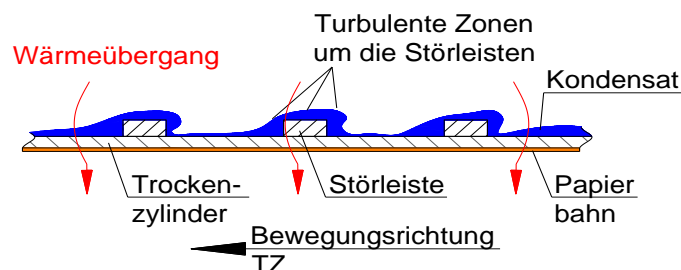 Turbulente Zonen
um die Störleisten
Wärmeübergang
Kondensat
Trocken-
zylinder
Störleiste
Papier
bahn
Bewegungsrichtung
TZ